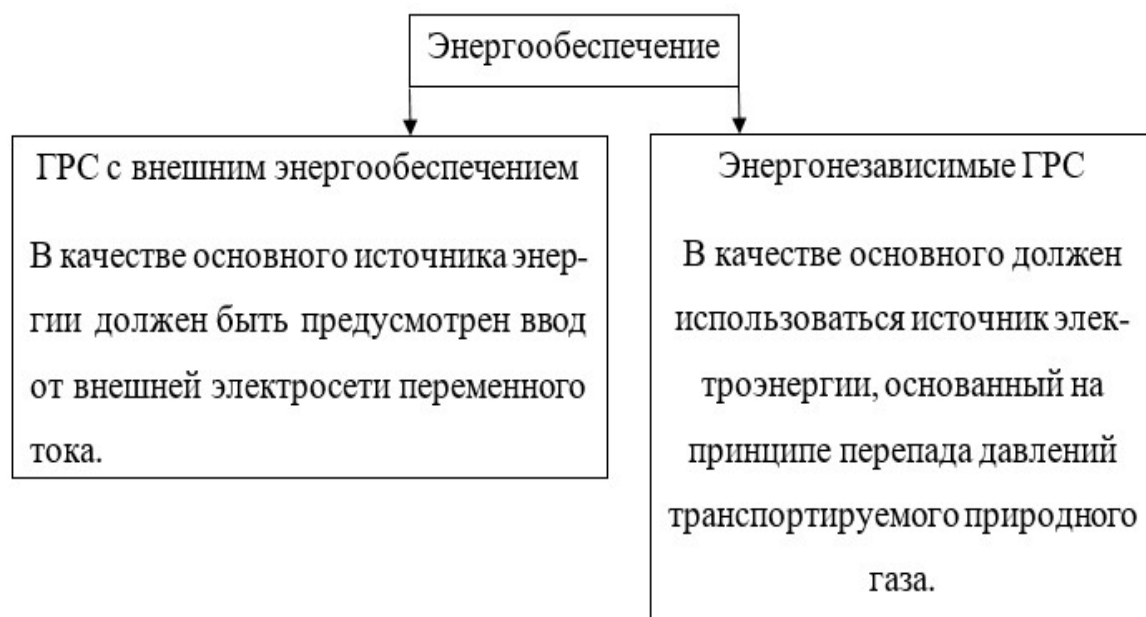 Энергообеспечение
ГРС с внешним энергообеспечением
В качестве основного источника энер-
гии должен быть предусмотрен ввод
от внешней электросети переменного
тока.
Энергонезависимые ГРС
В качестве основного должен
использоваться источник элек-
троэнергии, основанный на
принципе перепада давлений
транспортируемого природного
газа.